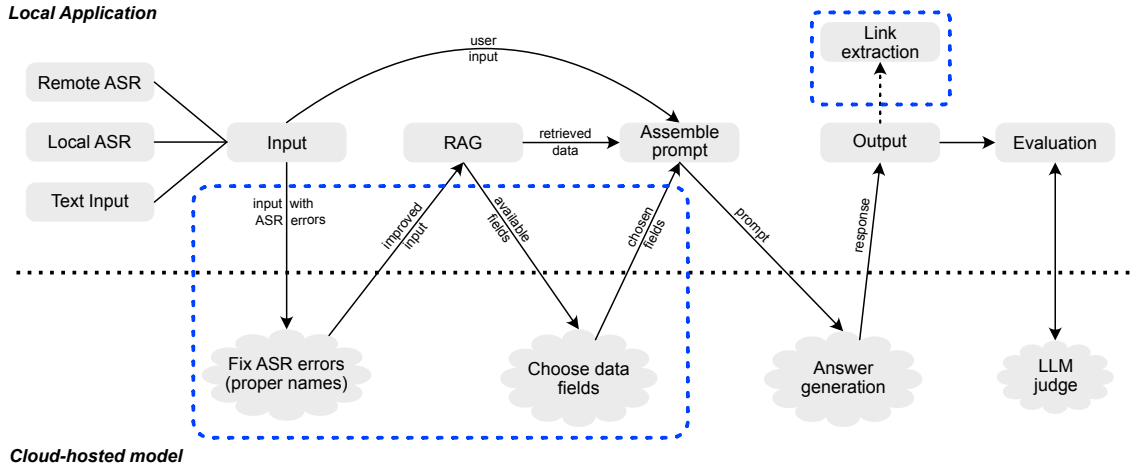 Local Application
Link
extraction
user
input
Remote ASR
Local ASR
Text Input
Input
RAG
retrieved
data
Assemble
prompt
Output
Evaluation
input with
ASR errors
improved
input
available
fields
chosen
fields
prompt
response
Fix ASR errors
(proper names)
Choose data
fields
Answer
generation
LLM
judge
Cloud-hosted model